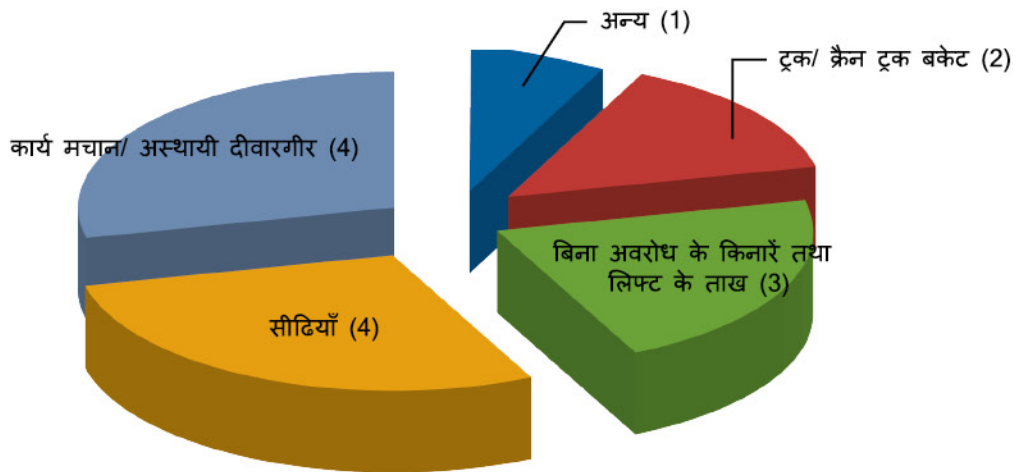 अन्य (1)
ट्रक/ क्रैन ट्रक बकेट (2)
कार्य मचान/ अस्थायी दीवारगीर (4)
बिना अवरोध के किनारें तथा
लिफ्ट के ताख (3)
सीढियाँ (4)